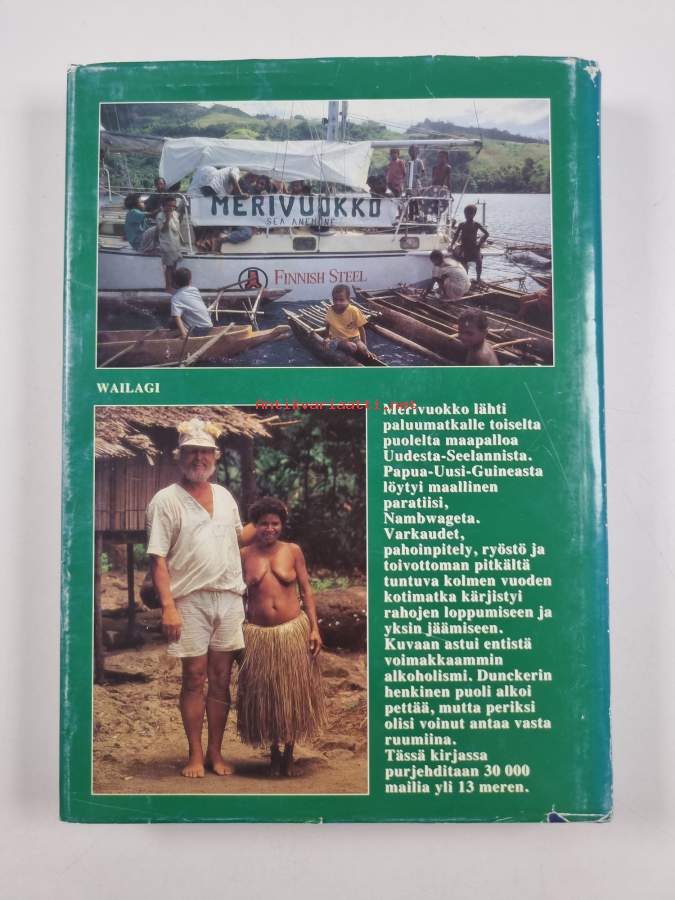 MERIVUOKKO
SEA ANEMONE
FINNISH STEEL
WAILAGI
Antikvariaatti.net
Merivuokko lähti
paluumatkalle toiselta
puolelta maapalloa
Uudesta-Seelannista.
Papua-Uusi-Guineasta
löytyi maallinen
paratiisi,
Nambwageta.
Varkaudet,
pahoinpitely, ryöstö ja
toivottoman pitkältä
tuntuva kolmen vuoden
kotimatka kärjistyi
rahojen loppumiseen ja
yksin jäämiseen.
Kuvaan astui entistä
voimakkaammin
alkoholismi. Dunckerin
henkinen puoli alkoi
pettää, mutta periksi
olisi voinut antaa vasta
ruumiina.
Tässä kirjassa
purjehditaan 30 000
mailia yli 13 meren.